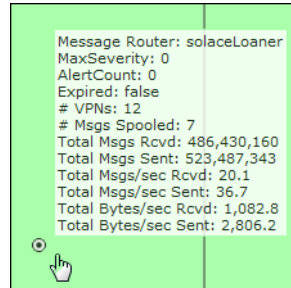 Message Router: solaceLoaner
MaxSeverity: 0
AlertCount: 0
Expired: false
# VPNs: 12
# Msgs Spooled: 7
Total Msgs Rcvd: 486,430,160
Total Msgs Sent: 523,487,343
Total Msgs/sec Rcvd: 20.1
Total Msgs/sec Sent: 36.7
Total Bytes/sec Rcvd: 1,082.8
Total Bytes/sec Sent: 2,806.2